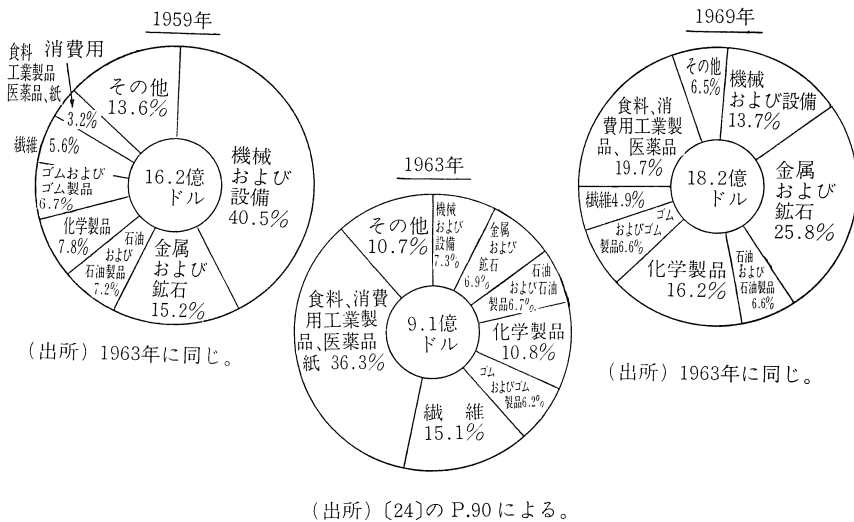 1959年
食料 消費用
工業製品
医薬品、紙
3.2%
その他
13.6%
繊維 5.6%
ゴムおよび
ゴム製品
6.7%
化学製品
7.8%
石油
および
石油製品
7.2%
金属
および
鉱石
15.2%
機械
および
設備
40.5%
16.2億
ドル
(出所) 1963年に同じ。
1963年
その他
10.7%
機械
および
設備
7.3%
金属
および
鉱石
6.9%
石油
および石油
製品6.7%
化学製品
10.8%
ゴム
およびゴム
製品6.2%
繊維
15.1%
食料、消費
用工業製
品、医薬品
紙 36.3%
9.1億
ドル
(出所)〔24〕の P.90 による。
1969年
その他
6.5%
機械
および設備
13.7%
金属
および
鉱石
25.8%
石油
および
石油製品
6.6%
化学製品
16.2%
ゴム
およびゴム
製品6.6%
繊維4.9%
食料、消
費用工業製
品、医薬品
19.7%
18.2億
ドル
(出所) 1963年に同じ。